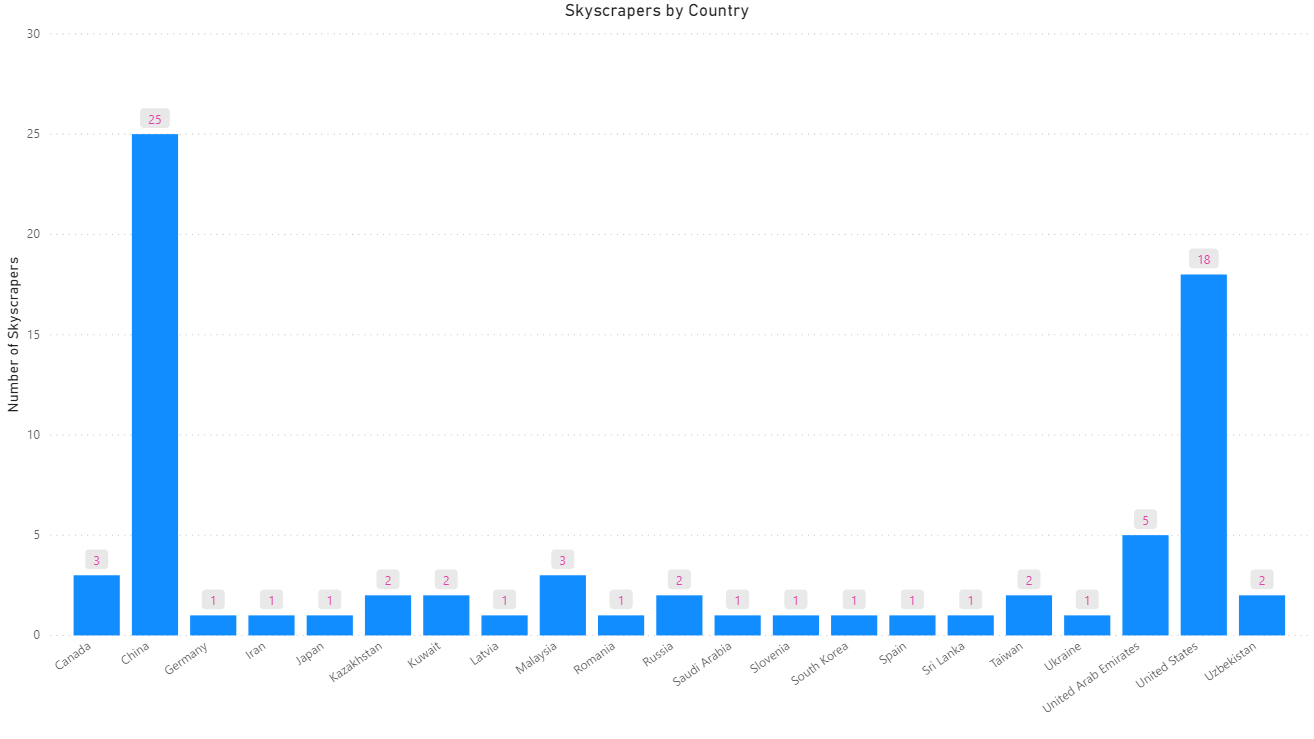 Skyscrapers by Country
Number of Skyscrapers
30
25
20
15
10
5
0
3
25
1
1
1
2
2
1
3
1
2
1
1
1
1
1
2
1
5
18
2
Canada
China
Germany
Iran
Japan
Kazakhstan
Kuwait
Latvia
Malaysia
Romania
Russia
Saudi Arabia
Slovenia
South Korea
Spain
Sri Lanka
Taiwan
Ukraine
United Arab Emirates
United States
Uzbekistan